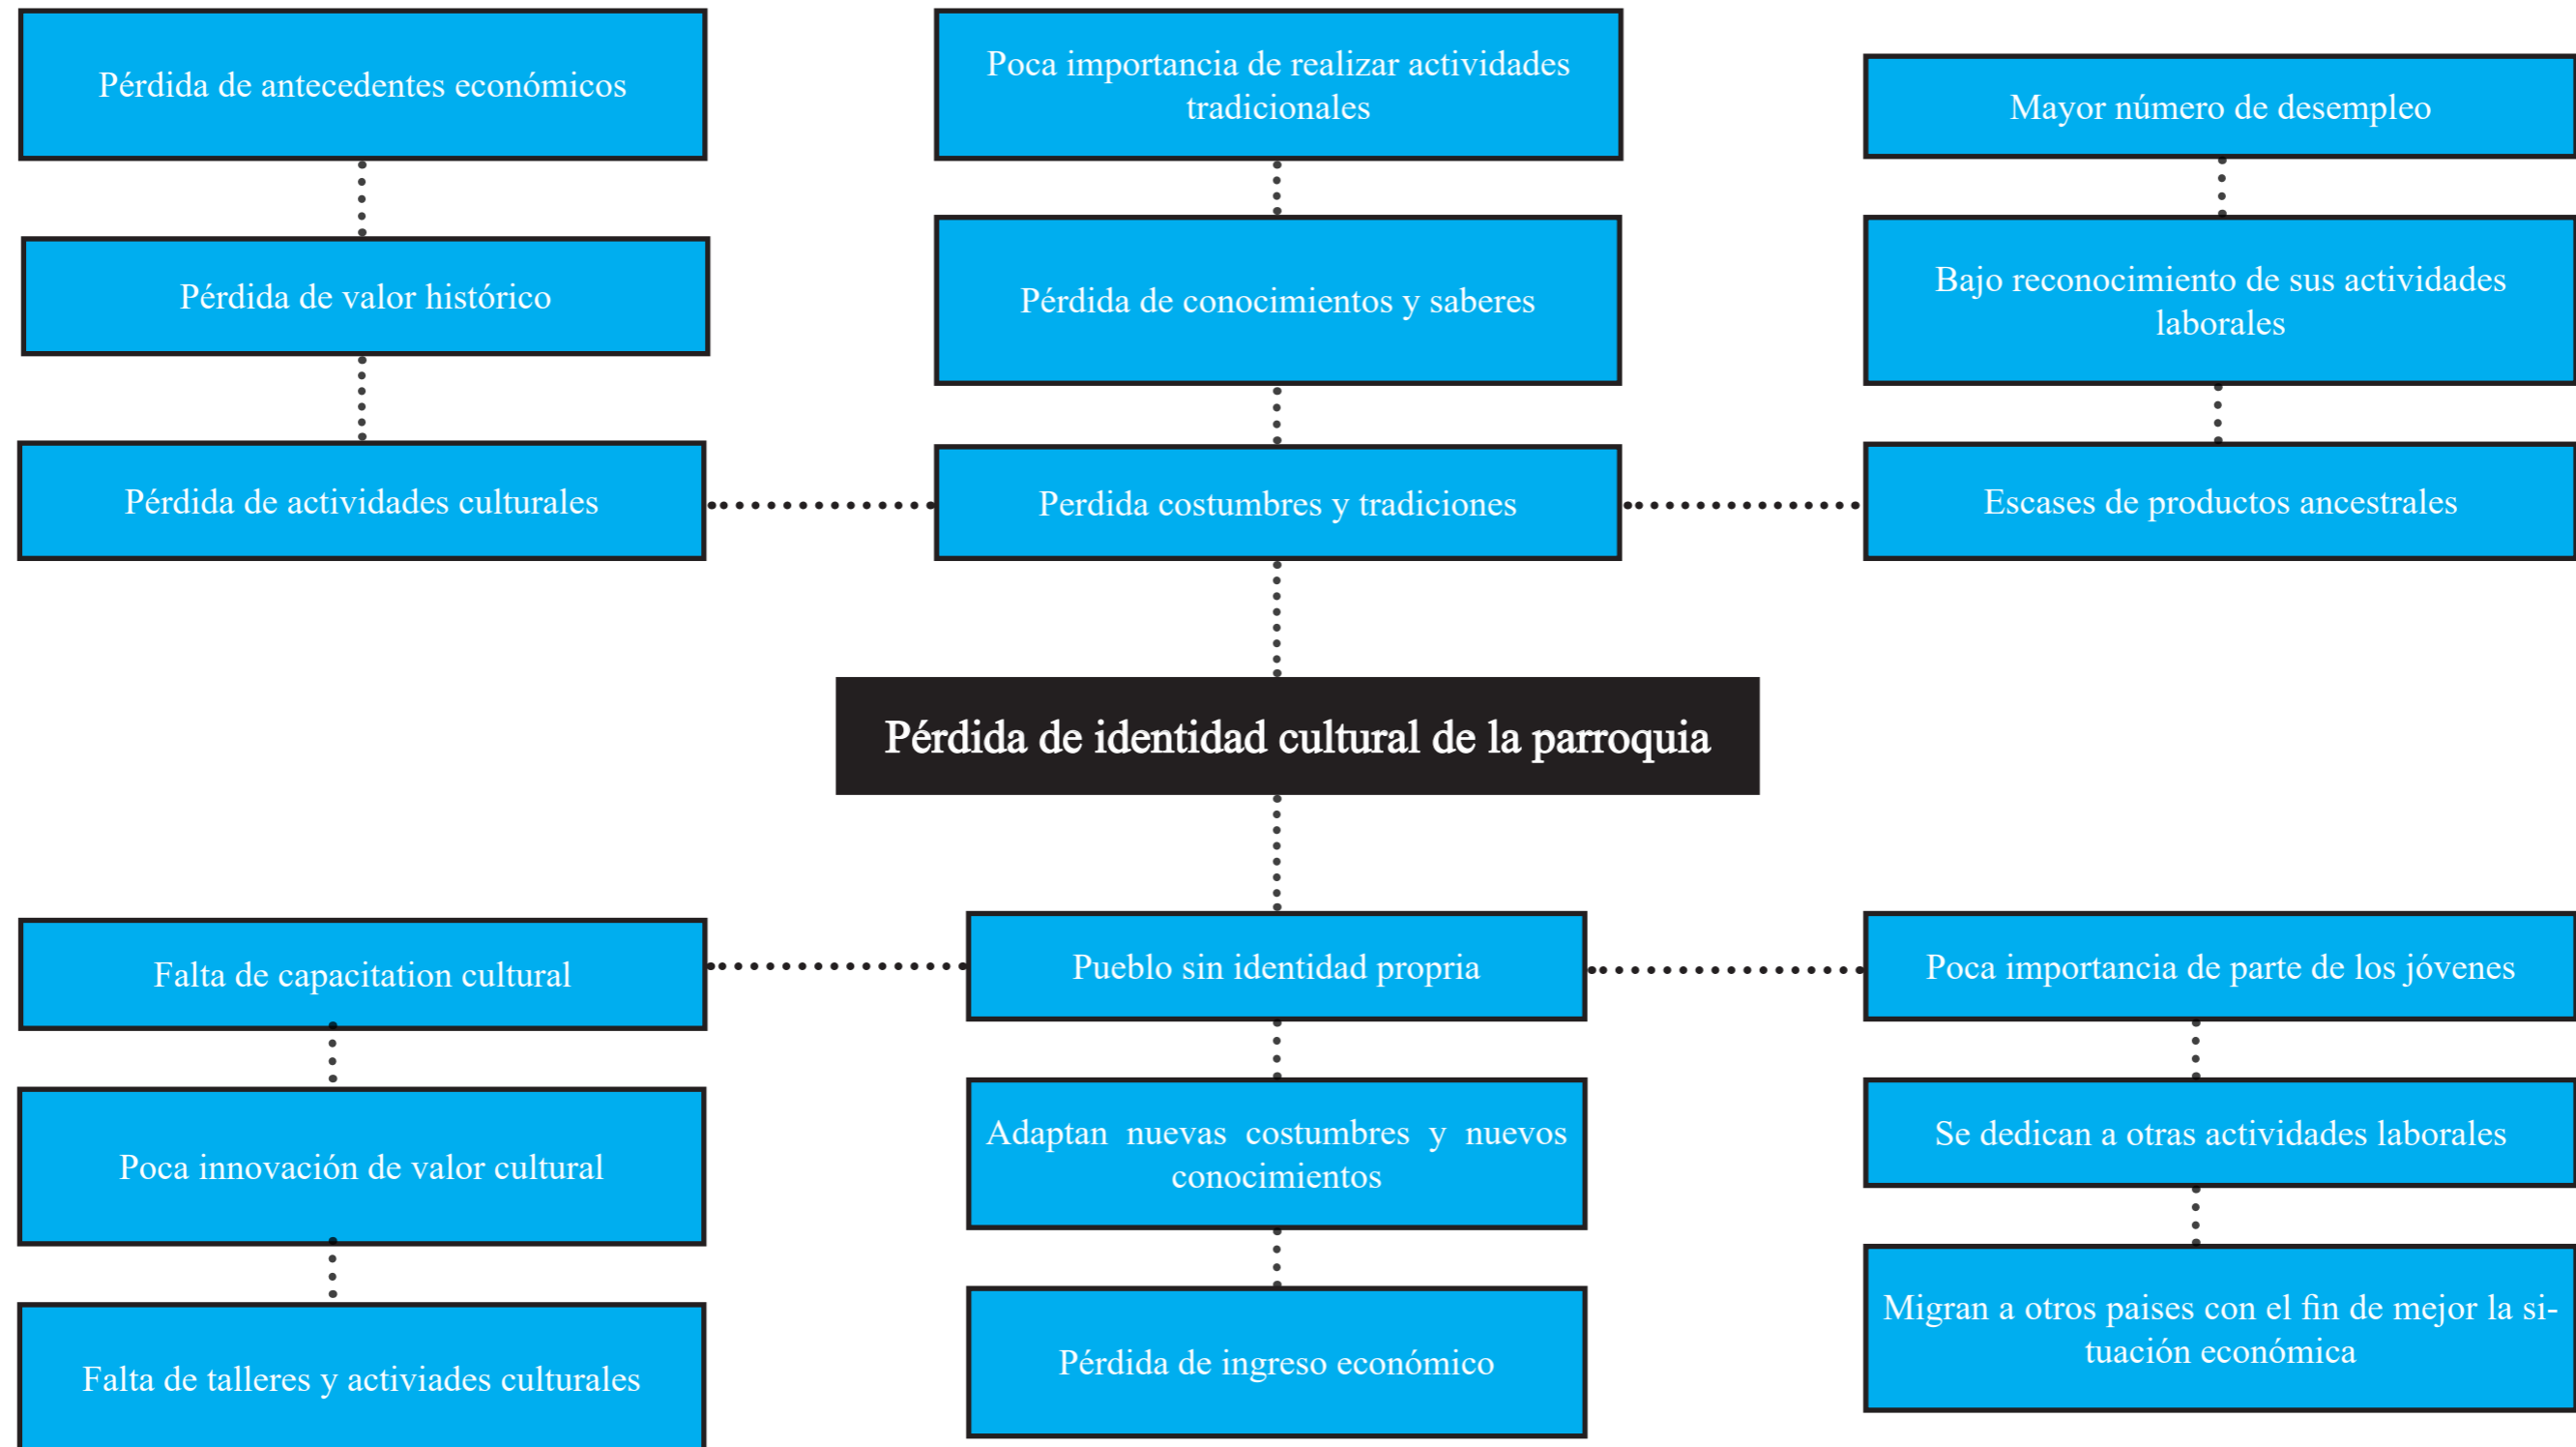 Pérdida de antecedentes económicos
Poca importancia de realizar actividades
tradicionales
Mayor número de desempleo
Pérdida de valor histórico
Pérdida de conocimientos y saberes
Bajo reconocimiento de sus actividades
laborales
Pérdida de actividades culturales
Perdida costumbres y tradiciones
Escases de productos ancestrales
Pérdida de identidad cultural de la parroquia
Falta de capacitation cultural
Pueblo sin identidad propria
Poca importancia de parte de los jóvenes
Poca innovación de valor cultural
Adaptan nuevas costumbres y nuevos
conocimientos
Se dedican a otras actividades laborales
Falta de talleres y activiades culturales
Pérdida de ingreso económico
Migran a otros paises con el fin de mejor la si-
tuación económica